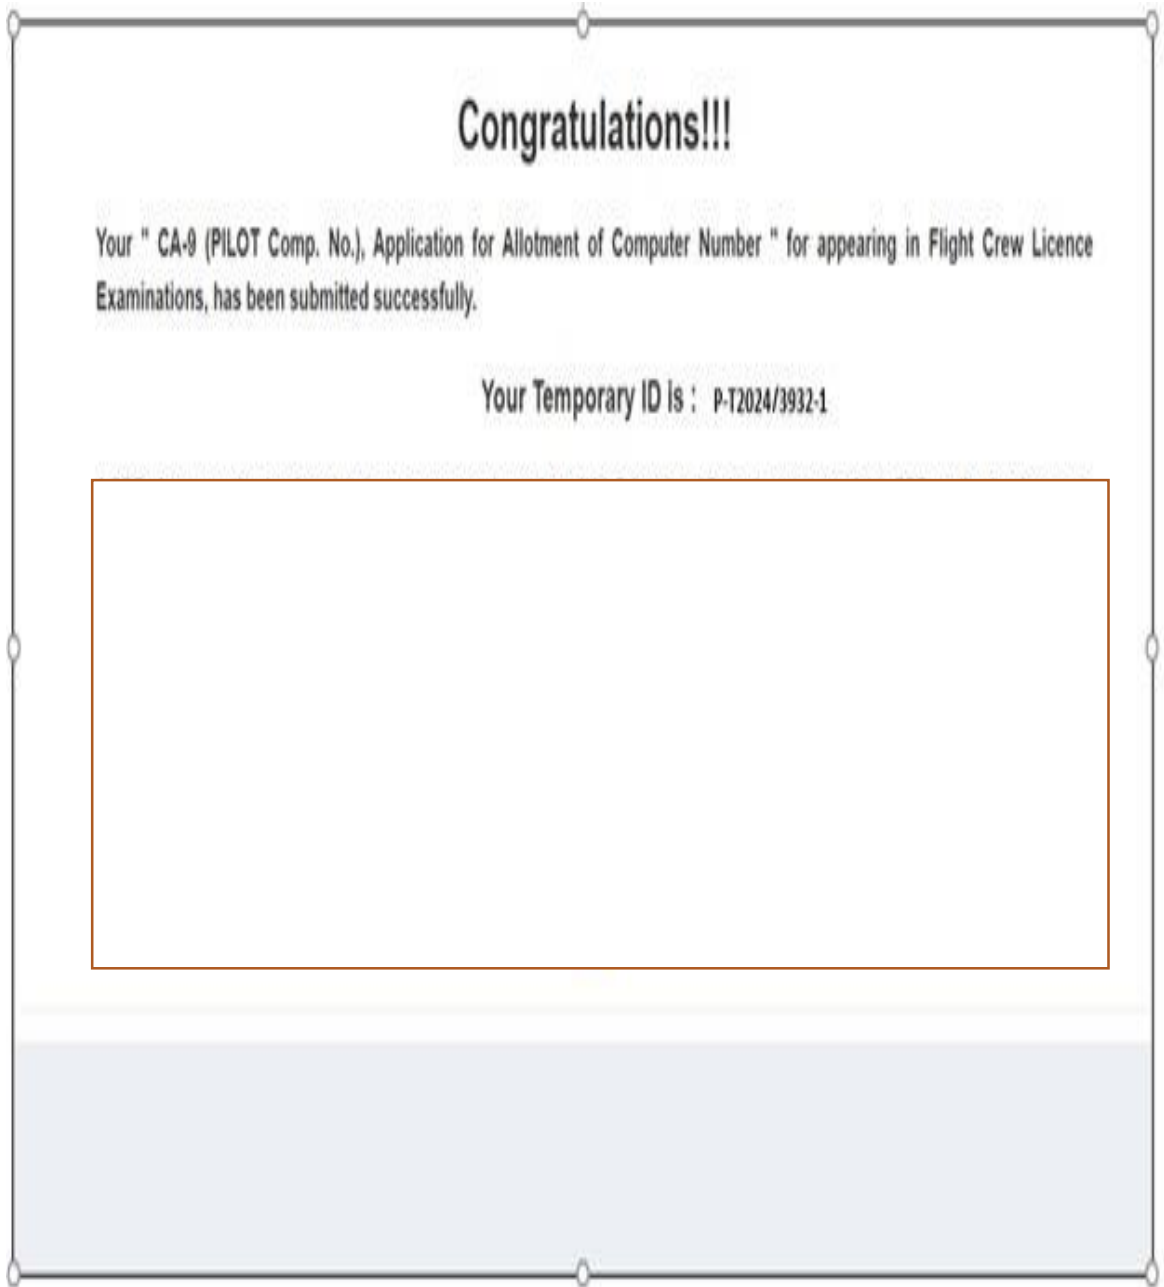 Congratulations!!!
Your " CA-9 (PILOT Comp. No.), Application for Allotment of Computer Number " for appearing in Flight Crew Licence
Examinations, has been submitted successfully.
Your Temporary ID is : P-T2024/3932-1